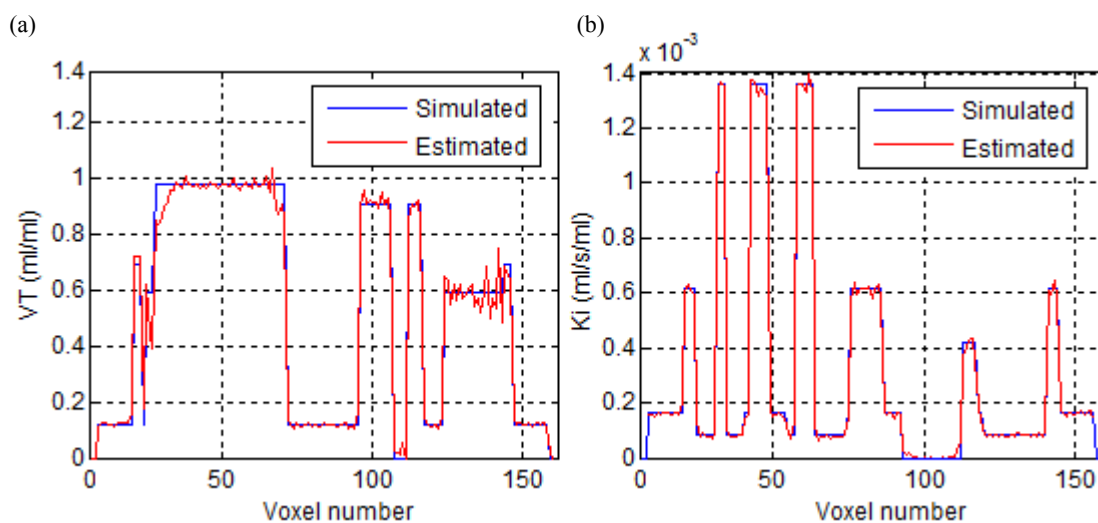 (a)
(b)
x 10^-3
1.4
1.2
1
0.8
0.6
0.4
0.2
0
VT (ml/ml)
Simulated
Estimated
0
50
100
150
Voxel number
1.4
1.2
1
0.8
0.6
0.4
0.2
0
Ki (ml/s/ml)
Simulated
Estimated
0
50
100
150
Voxel number